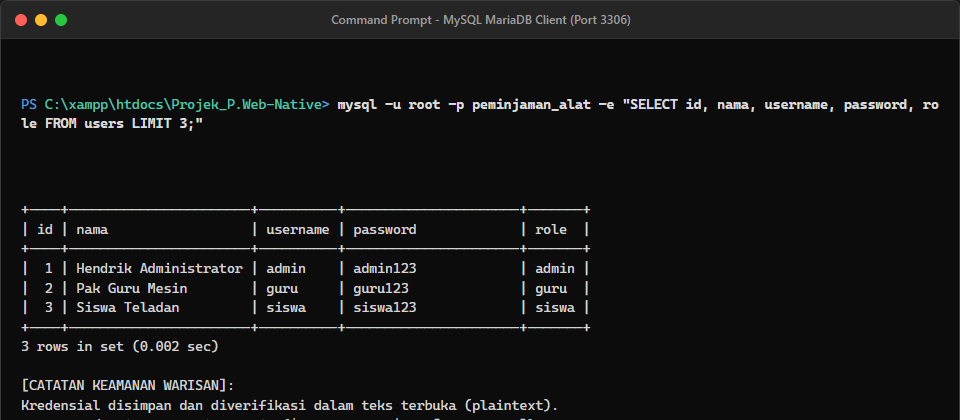 Command Prompt - MySQL MariaDB Client (Port 3306)
PS C:\xampp\htdocs\Projek_P.Web-Native> mysql -u root -p peminjaman_alat -e "SELECT id, nama, username, password, ro
le FROM users LIMIT 3;"
+----+-----------------------+----------+----------------------+-------+
| id | nama                  | username | password             | role  |
+----+-----------------------+----------+----------------------+-------+
|  1 | Hendrik Administrator | admin    | admin123             | admin |
|  2 | Pak Guru Mesin        | guru     | guru123              | guru  |
|  3 | Siswa Teladan         | siswa    | siswa123             | siswa |
+----+-----------------------+----------+----------------------+-------+
3 rows in set (0.002 sec)
[CATATAN KEAMANAN WARISAN]:
Kredensial disimpan dan diverifikasi dalam teks terbuka (plaintext).